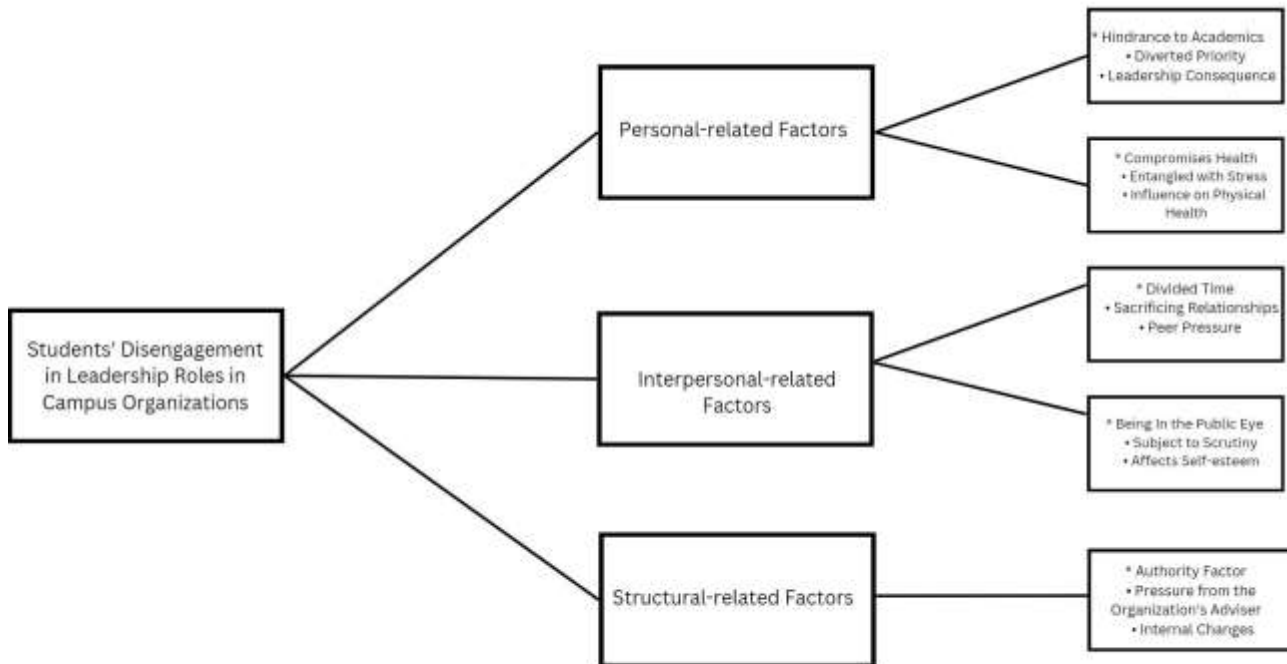 Students' Disengagement
in Leadership Roles in
Campus Organizations
Personal-related Factors
* Hindrance to Academics
• Diverted Priority
• Leadership Consequence
* Compromises Health
• Entangled with Stress
• Influence on Physical
Health
Interpersonal-related
Factors
* Divided Time
• Sacrificing Relationships
• Peer Pressure
* Being In the Public Eye
• Subject to Scrutiny
• Affects Self-esteem
Structural-related Factors
* Authority Factor
• Pressure from the
Organization's Adviser
• Internal Changes